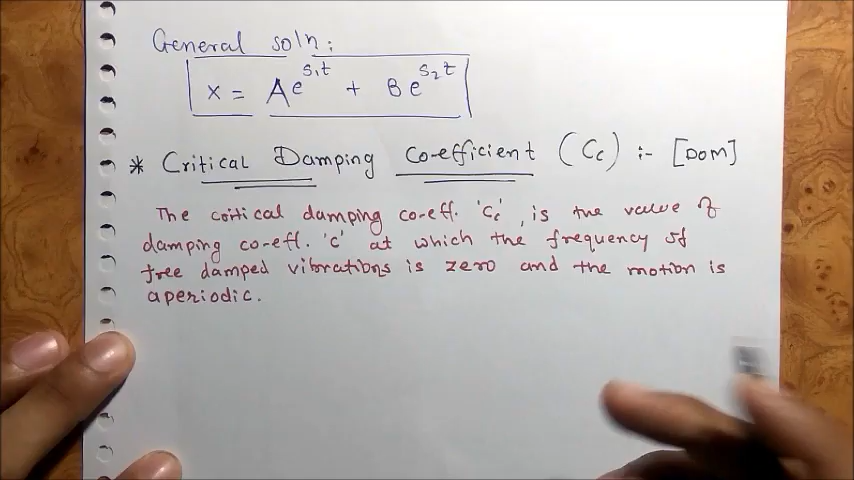 General soln:
x = Ae^{s₁t} + Be^{s₂t}
* Critical Damping Co-efficient (Cc) :- [DOM]
The critical damping co-eff. 'Cc', is the value of
damping co-eff. 'c' at which the frequency of
free damped vibrations is zero and the motion is
aperiodic.